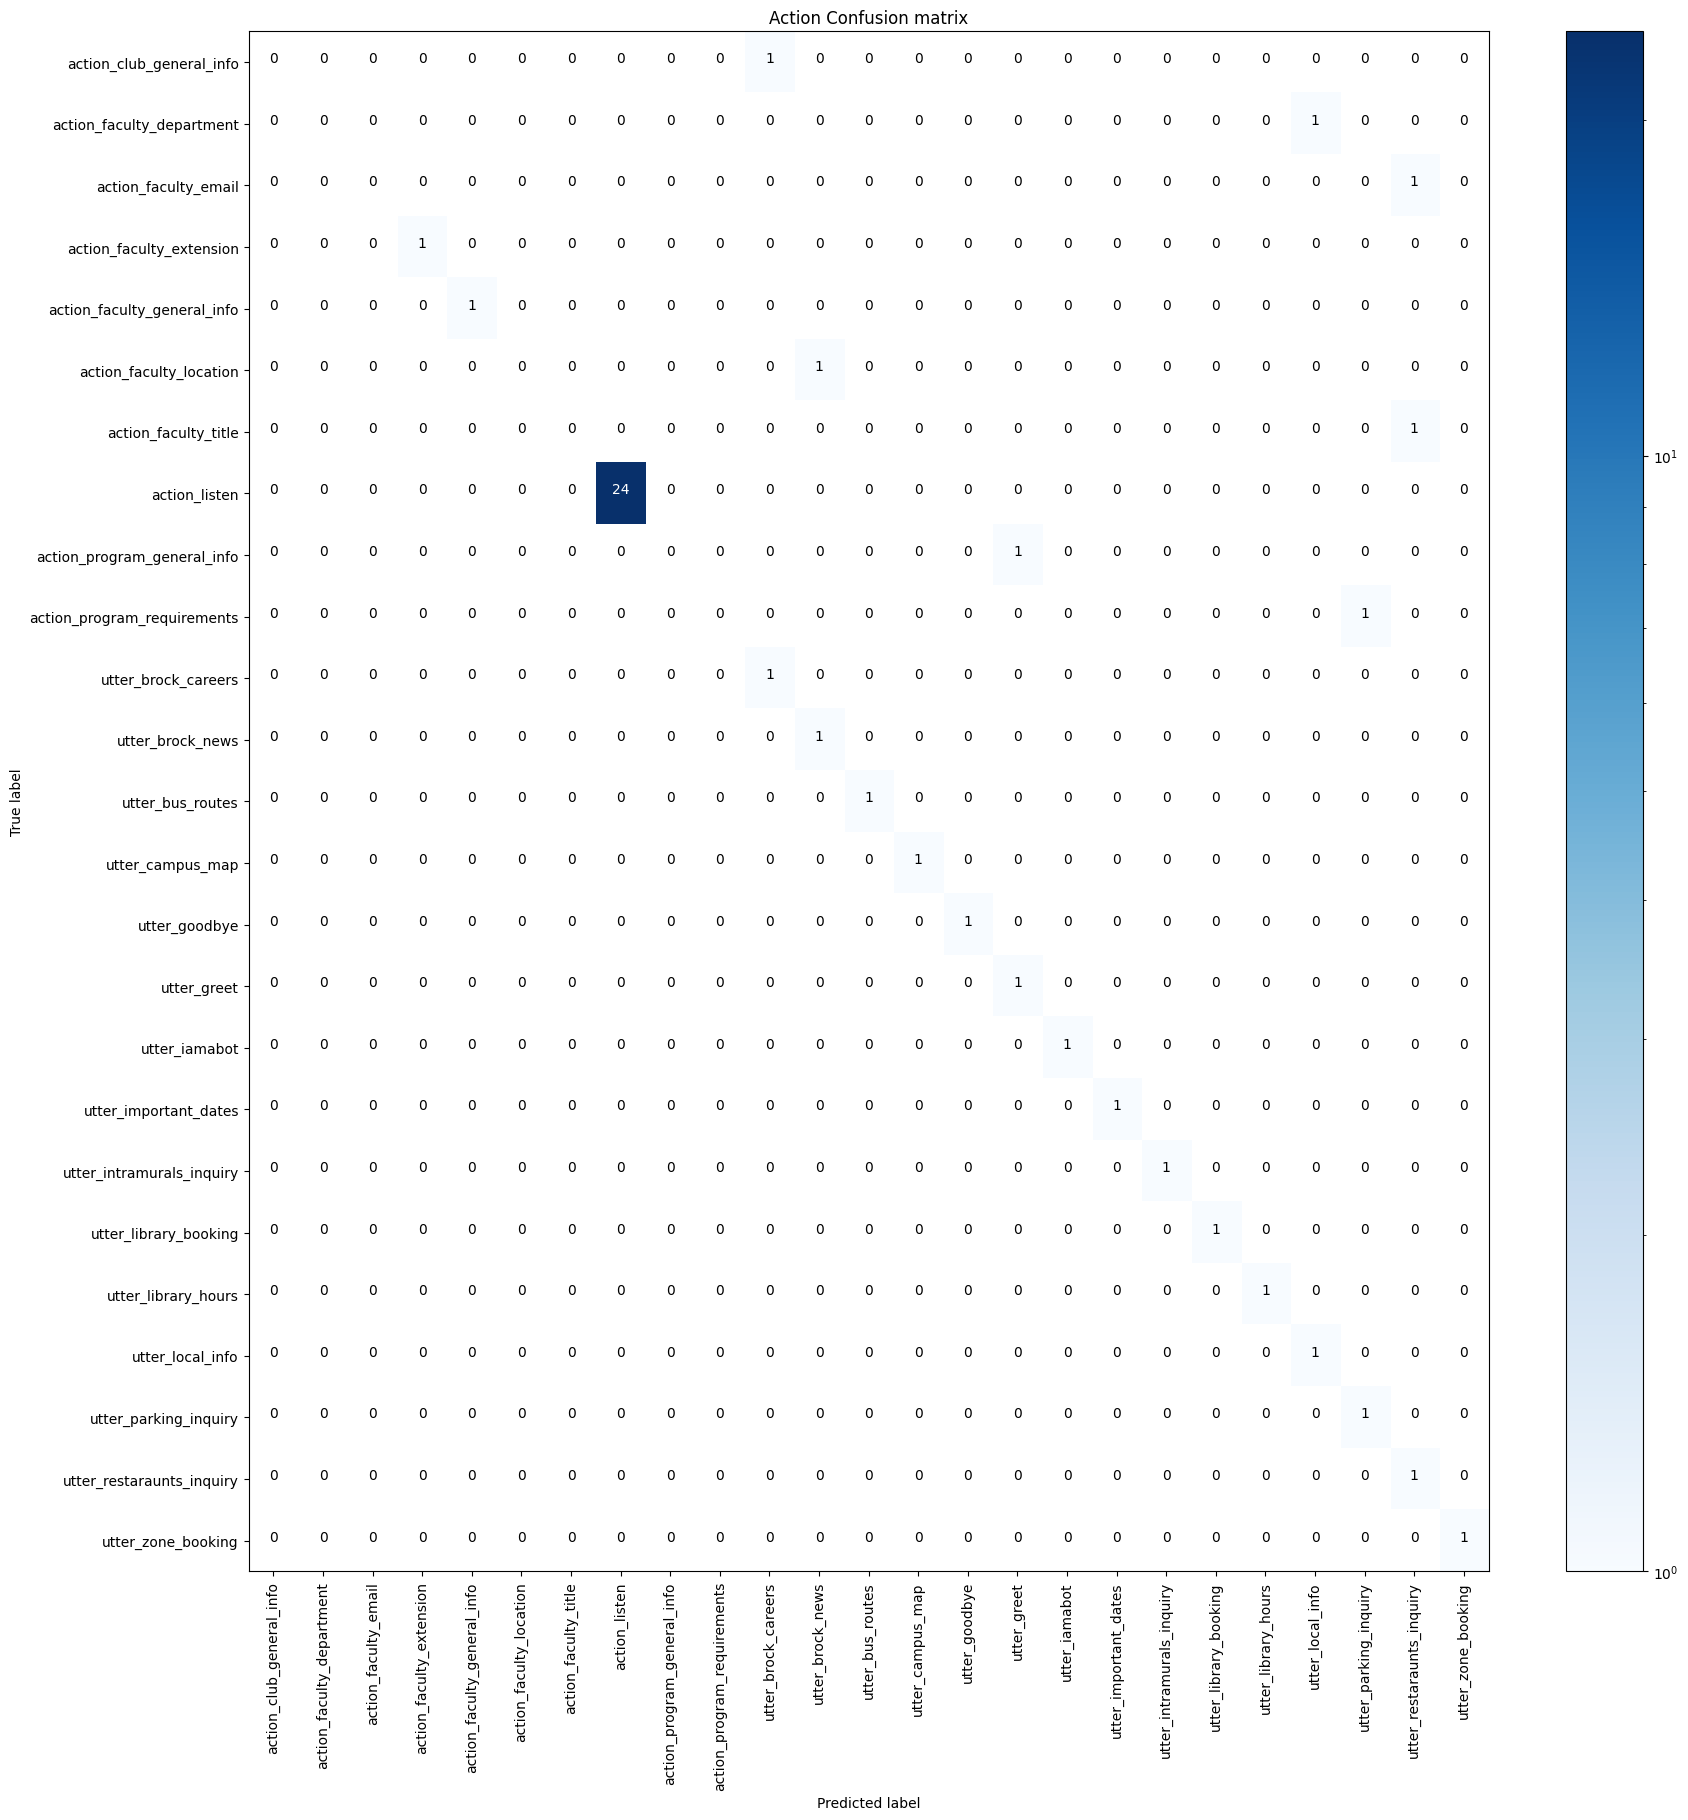 Action Confusion matrix
action_club_general_info 0 0 0 0 0 0 0 0 0 0 1 0 0 0 0 0 0 0 0 0 0 0 0 0 0
action_faculty_department 0 0 0 0 0 0 0 0 0 0 0 0 0 0 0 0 0 0 0 0 0 1 0 0 0
action_faculty_email 0 0 0 0 0 0 0 0 0 0 0 0 0 0 0 0 0 0 0 0 0 0 0 1 0
action_faculty_extension 0 0 0 1 0 0 0 0 0 0 0 0 0 0 0 0 0 0 0 0 0 0 0 0 0
action_faculty_general_info 0 0 0 0 1 0 0 0 0 0 0 0 0 0 0 0 0 0 0 0 0 0 0 0 0
action_faculty_location 0 0 0 0 0 0 0 0 0 0 0 1 0 0 0 0 0 0 0 0 0 0 0 0 0
action_faculty_title 0 0 0 0 0 0 0 0 0 0 0 0 0 0 0 0 0 0 0 0 0 0 0 1 0
action_listen 0 0 0 0 0 0 0 24 0 0 0 0 0 0 0 0 0 0 0 0 0 0 0 0 0
action_program_general_info 0 0 0 0 0 0 0 0 0 0 0 0 0 0 0 1 0 0 0 0 0 0 0 0 0
action_program_requirements 0 0 0 0 0 0 0 0 0 0 0 0 0 0 0 0 0 0 0 0 0 0 1 0 0
utter_brock_careers 0 0 0 0 0 0 0 0 0 0 1 0 0 0 0 0 0 0 0 0 0 0 0 0 0
utter_brock_news 0 0 0 0 0 0 0 0 0 0 0 1 0 0 0 0 0 0 0 0 0 0 0 0 0
utter_bus_routes 0 0 0 0 0 0 0 0 0 0 0 0 1 0 0 0 0 0 0 0 0 0 0 0 0
utter_campus_map 0 0 0 0 0 0 0 0 0 0 0 0 0 1 0 0 0 0 0 0 0 0 0 0 0
utter_goodbye 0 0 0 0 0 0 0 0 0 0 0 0 0 0 1 0 0 0 0 0 0 0 0 0 0
utter_greet 0 0 0 0 0 0 0 0 0 0 0 0 0 0 0 1 0 0 0 0 0 0 0 0 0
utter_iamabot 0 0 0 0 0 0 0 0 0 0 0 0 0 0 0 0 1 0 0 0 0 0 0 0 0
utter_important_dates 0 0 0 0 0 0 0 0 0 0 0 0 0 0 0 0 0 1 0 0 0 0 0 0 0
utter_intramurals_inquiry 0 0 0 0 0 0 0 0 0 0 0 0 0 0 0 0 0 0 1 0 0 0 0 0 0
utter_library_booking 0 0 0 0 0 0 0 0 0 0 0 0 0 0 0 0 0 0 0 1 0 0 0 0 0
utter_library_hours 0 0 0 0 0 0 0 0 0 0 0 0 0 0 0 0 0 0 0 0 1 0 0 0 0
utter_local_info 0 0 0 0 0 0 0 0 0 0 0 0 0 0 0 0 0 0 0 0 0 1 0 0 0
utter_parking_inquiry 0 0 0 0 0 0 0 0 0 0 0 0 0 0 0 0 0 0 0 0 0 0 1 0 0
utter_restaraunts_inquiry 0 0 0 0 0 0 0 0 0 0 0 0 0 0 0 0 0 0 0 0 0 0 0 1 0
utter_zone_booking 0 0 0 0 0 0 0 0 0 0 0 0 0 0 0 0 0 0 0 0 0 0 0 0 1
True label
action_club_general_info
action_faculty_department
action_faculty_email
action_faculty_extension
action_faculty_general_info
action_faculty_location
action_faculty_title
action_listen
action_program_general_info
action_program_requirements
utter_brock_careers
utter_brock_news
utter_bus_routes
utter_campus_map
utter_goodbye
utter_greet
utter_iamabot
utter_important_dates
utter_intramurals_inquiry
utter_library_booking
utter_library_hours
utter_local_info
utter_parking_inquiry
utter_restaraunts_inquiry
utter_zone_booking
Predicted label
10¹
10⁰